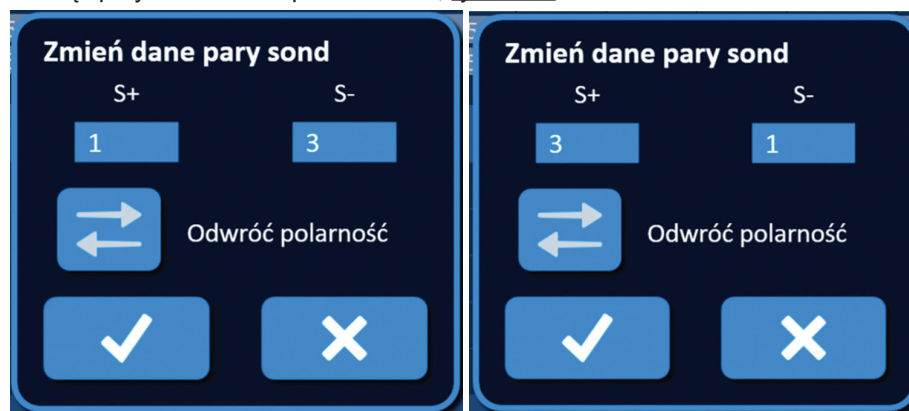 Zmień dane pary sond
S+ S-
1 3
Odwróć polarność
Zmień dane pary sond
S+ S-
3 1
Odwróć polarność